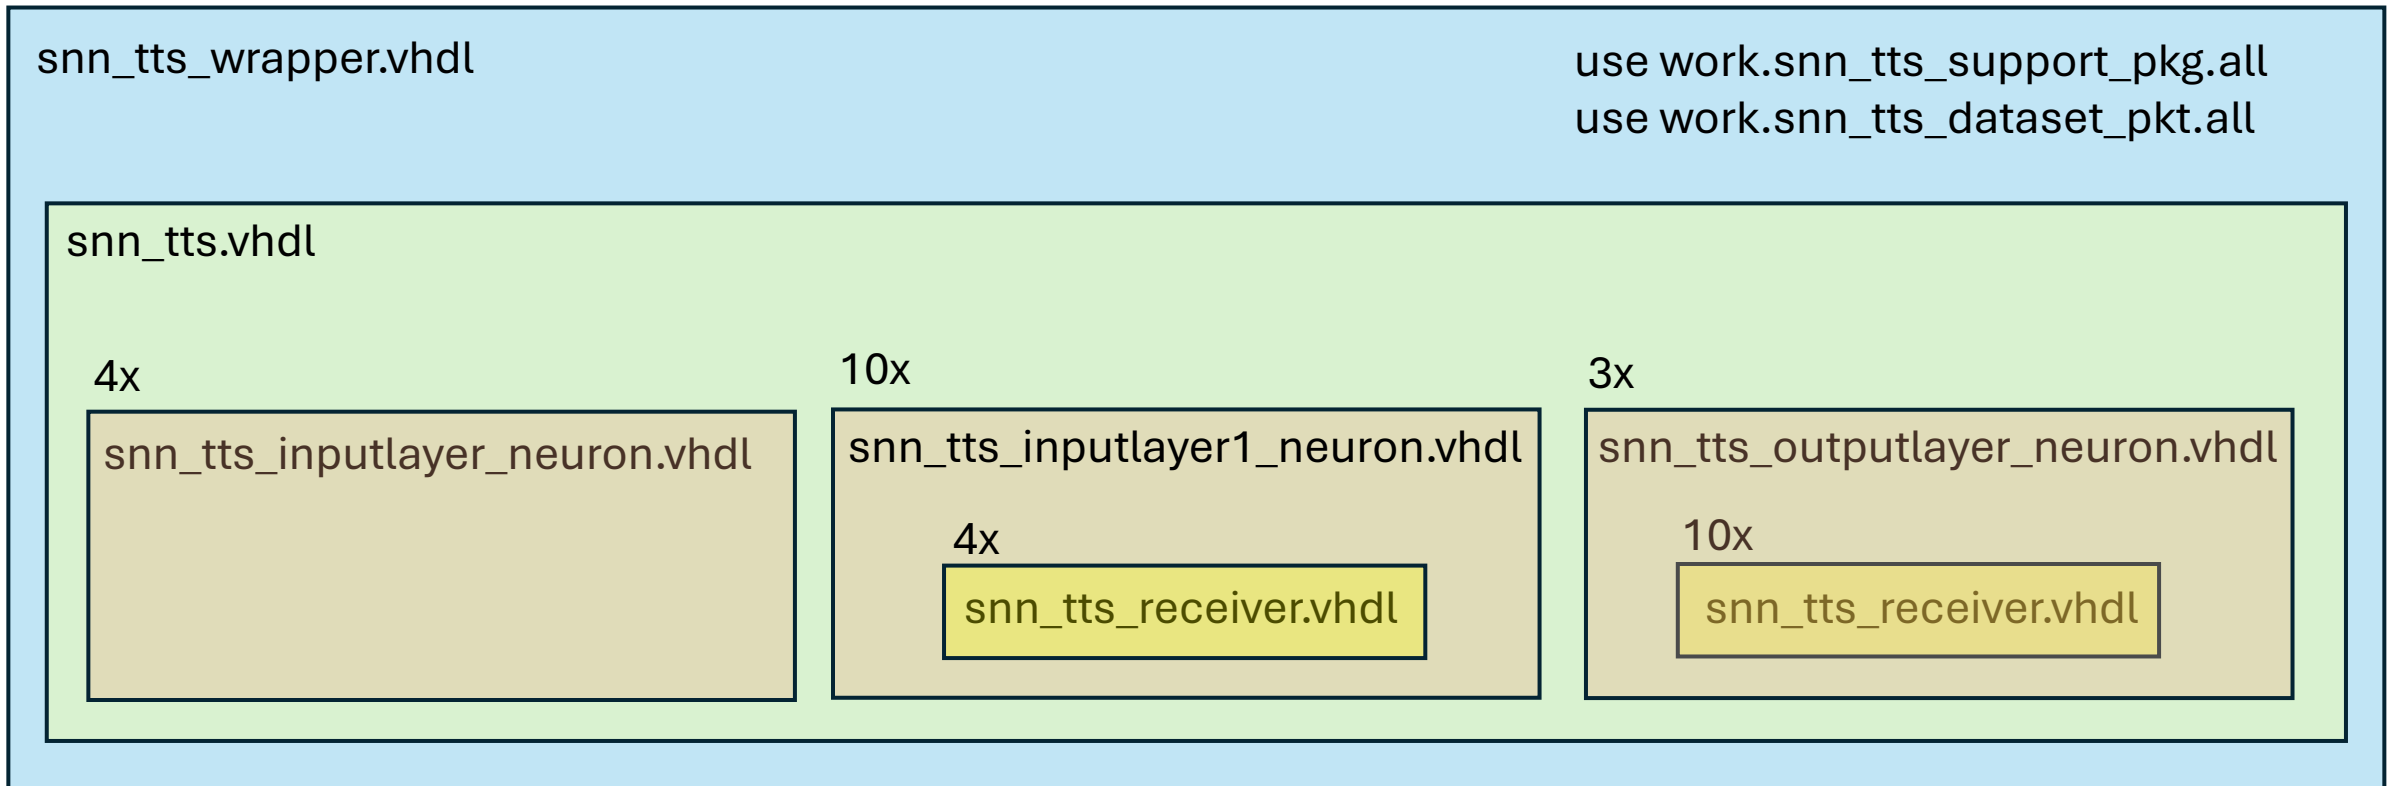 snn_tts_wrapper.vhdl
use work.snn_tts_support_pkg.all
use work.snn_tts_dataset_pkt.all
snn_tts.vhdl
4x
snn_tts_inputlayer_neuron.vhdl
10x
snn_tts_inputlayer1_neuron.vhdl
4x
snn_tts_receiver.vhdl
3x
snn_tts_outputlayer_neuron.vhdl
10x
snn_tts_receiver.vhdl